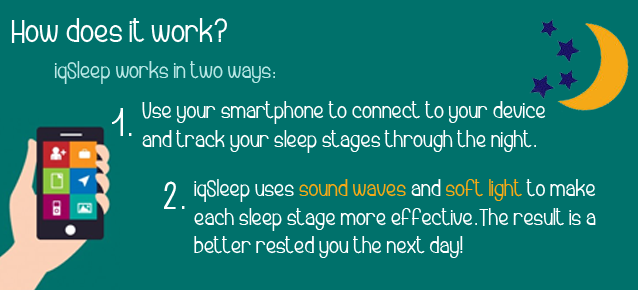 How does it work?
iqSleep works in two ways:
1. Use your smartphone to connect to your device
and track your sleep stages through the night.
2. iqSleep uses sound waves and soft light to make
each sleep stage more effective.The result is a
better rested you the next day!